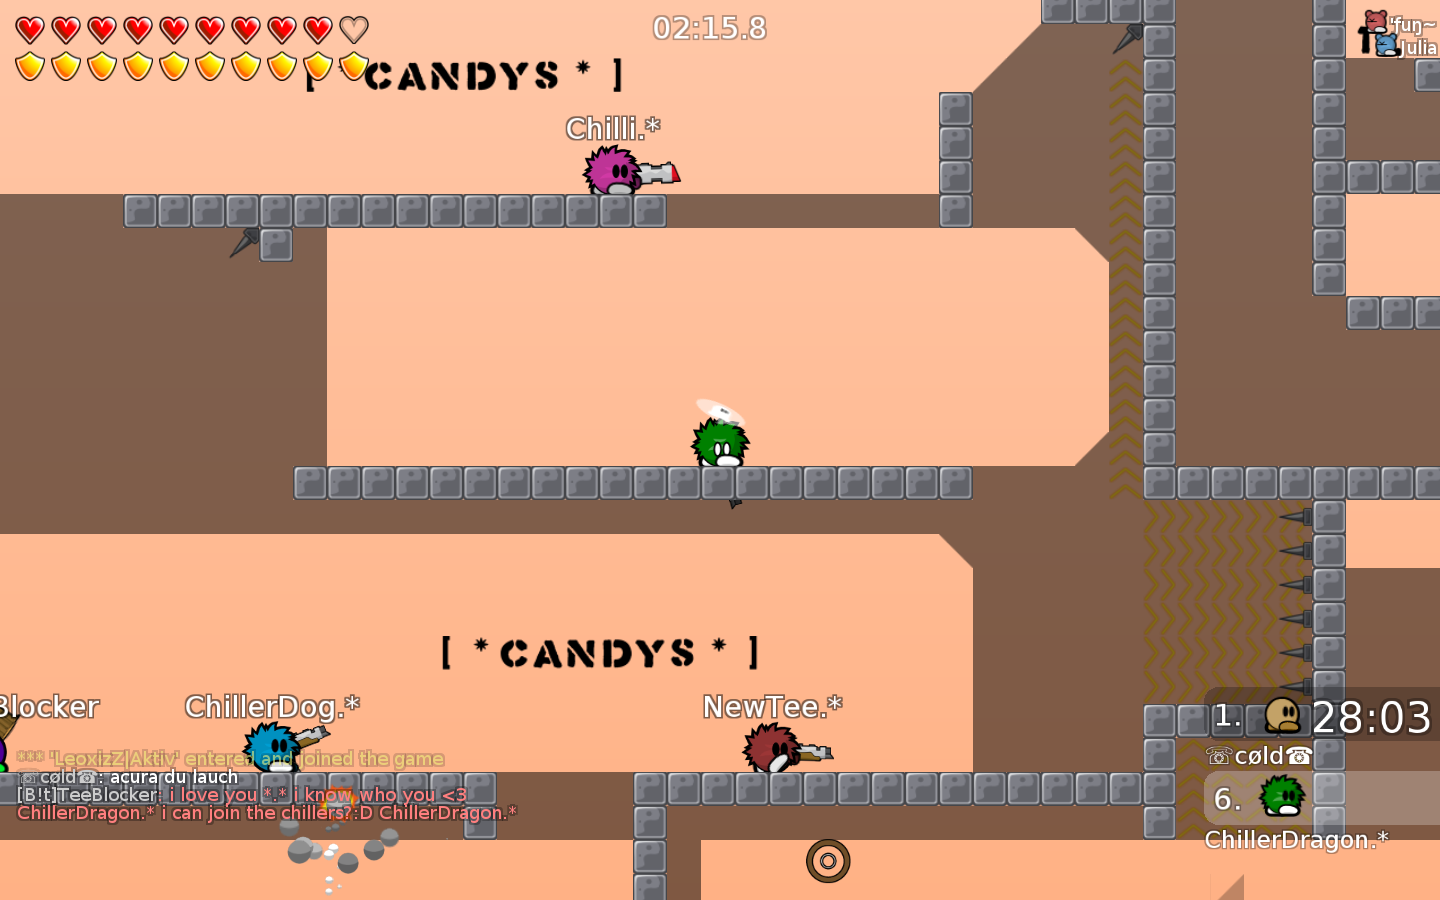 02:15.8
'fuŋ~
Julia
[ * CANDYS * ]
Chilli.*
[ * CANDYS * ]
Blocker
ChillerDog.*
NewTee.*
1. 28:03
☏cøld☎
6.
ChillerDragon.*
*** 'LeoxizZ|Aktiv' entered and joined the game
☏cøld☎: acura du lauch
[B!t]TeeBlocker: i love you *.* i know who you <3
ChillerDragon.* i can join the chillers?:D ChillerDragon.*